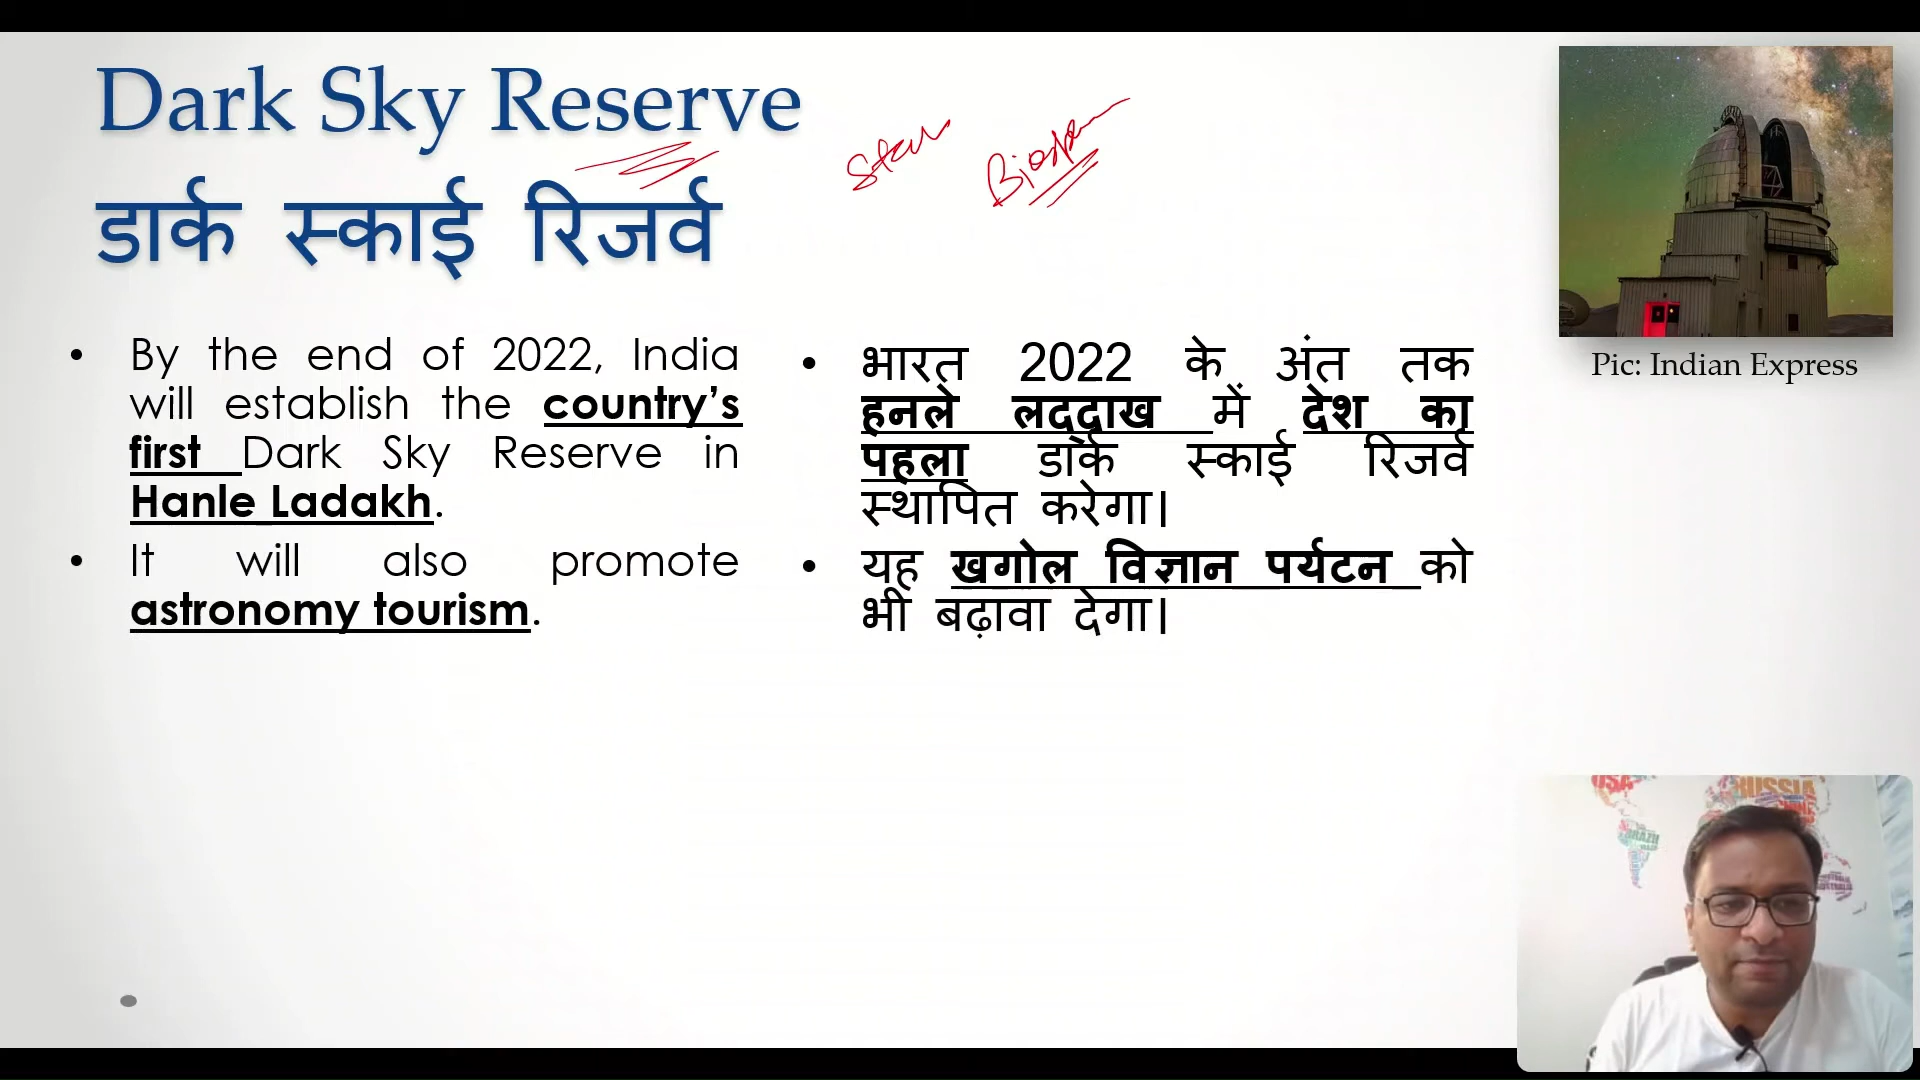 Dark Sky Reserve
डार्क स्काई रिजर्व
• By the end of 2022, India
will establish the country’s
first Dark Sky Reserve in
Hanle Ladakh.
• It will also promote
astronomy tourism.
• भारत 2022 के अंत तक
हनले लद्दाख में देश का
पहला डार्क स्काई रिजर्व
स्थापित करेगा।
• यह खगोल विज्ञान पर्यटन को
भी बढ़ावा देगा।
Pic: Indian Express
USA
RUSSIA